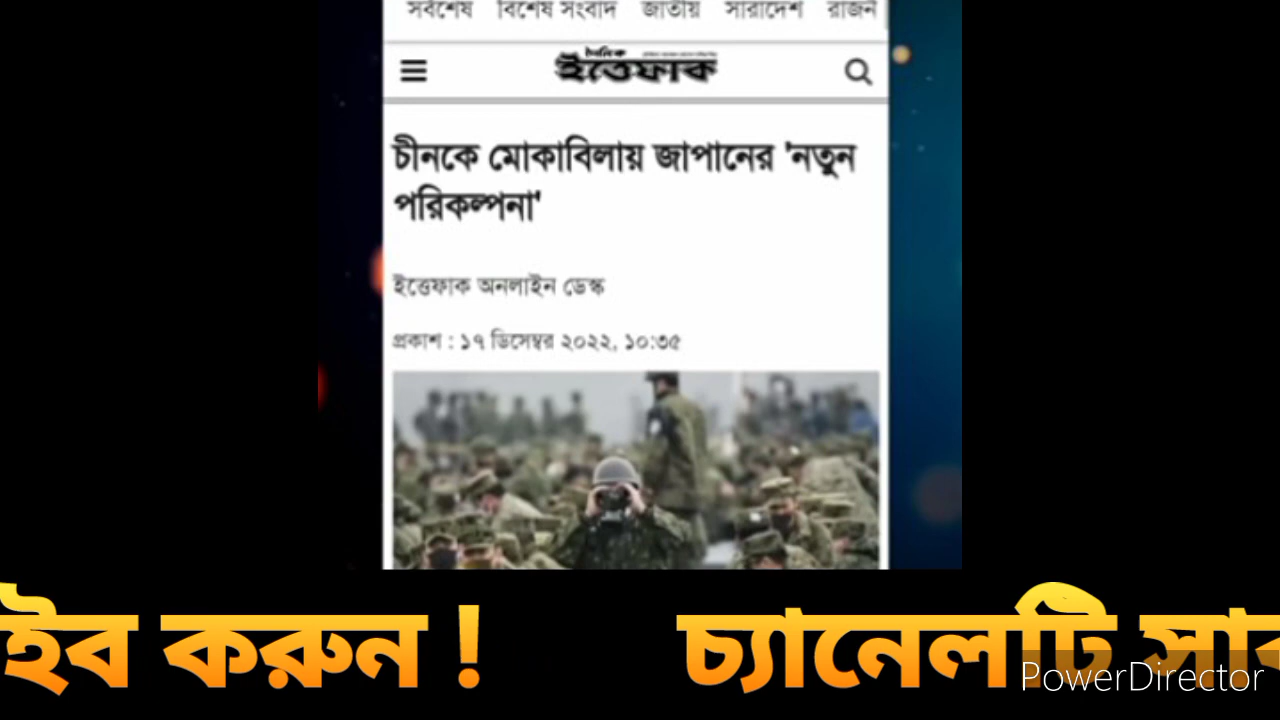 সর্বশেষ বিশেষ সংবাদ জাতীয় সারাদেশ রাজন
দৈনিক
ইত্তেফাক
চীনকে মোকাবিলায় জাপানের 'নতুন
পরিকল্পনা'
ইত্তেফাক অনলাইন ডেস্ক
প্রকাশ : ১৭ ডিসেম্বর ২০২২, ১০:৩৫
ইব করুন ! চ্যানেলটি সাব
PowerDirector